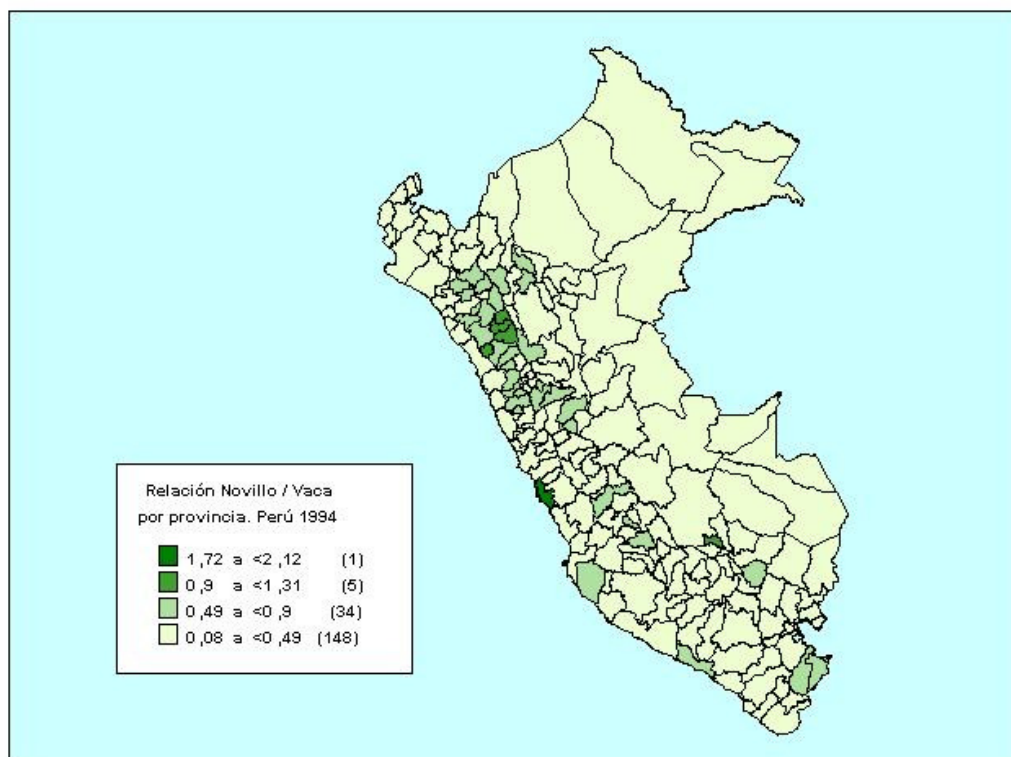 Relación Novillo / Vaca
por provincia. Perú 1994
1,72 a <2 ,12 (1)
0,9 a <1,31 (5)
0,49 a <0,9 (34)
0,08 a <0,49 (148)